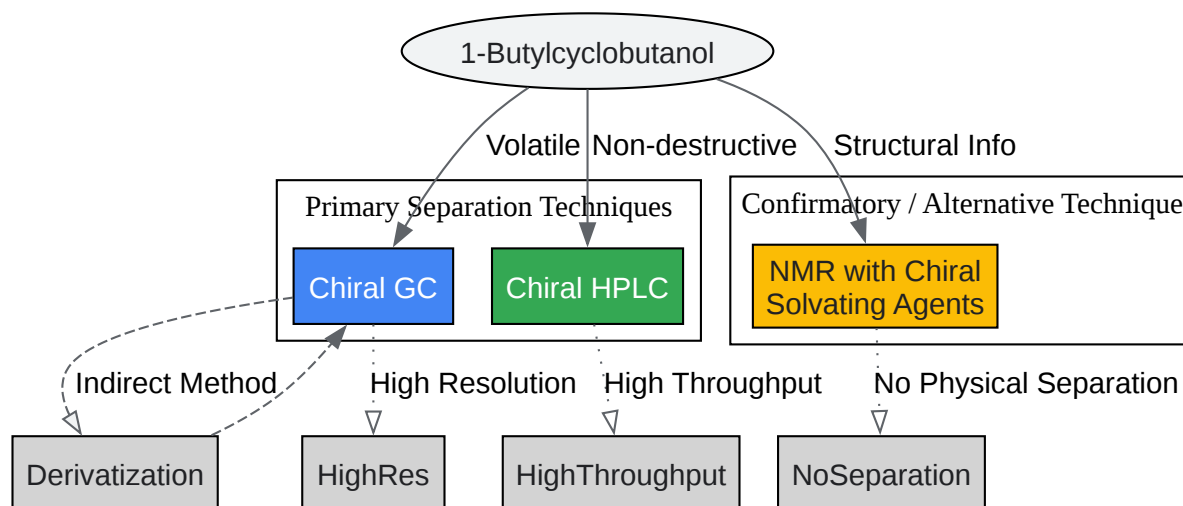 1-Butylcyclobutanol
Volatile
Non-destructive
Structural Info
Primary Separation Techniques
Confirmatory / Alternative Technique
Chiral GC
Chiral HPLC
NMR with Chiral
Solvating Agents
Indirect Method
High Resolution
High Throughput
No Physical Separation
Derivatization
HighRes
HighThroughput
NoSeparation